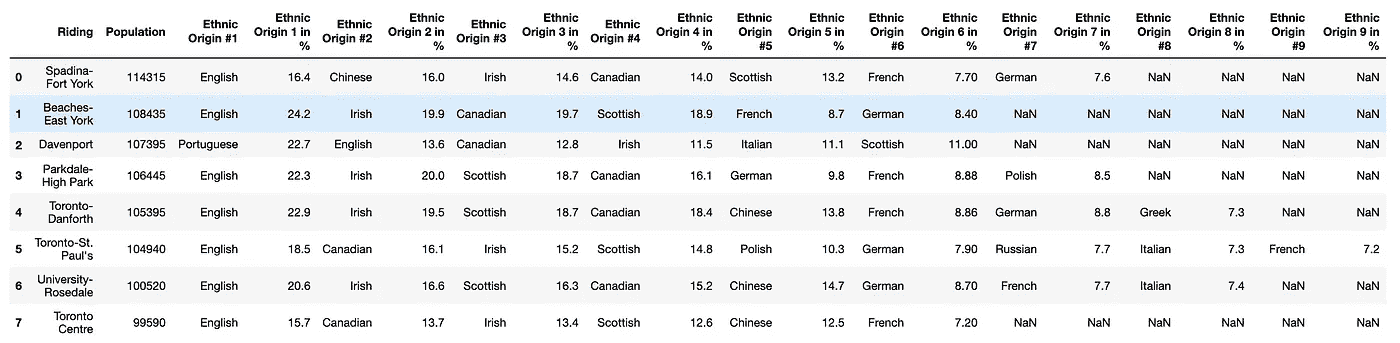 Riding Population Ethnic Origin #1 Ethnic Origin 1 in % Ethnic Origin #2 Ethnic Origin 2 in % Ethnic Origin #3 Ethnic Origin 3 in % Ethnic Origin #4 Ethnic Origin 4 in % Ethnic Origin #5 Ethnic Origin 5 in % Ethnic Origin #6 Ethnic Origin 6 in % Ethnic Origin #7 Ethnic Origin 7 in % Ethnic Origin #8 Ethnic Origin 8 in % Ethnic Origin #9 Ethnic Origin 9 in %
0 Spadina-Fort York 114315 English 16.4 Chinese 16.0 Irish 14.6 Canadian 14.0 Scottish 13.2 French 7.70 German 7.6 NaN NaN NaN NaN
1 Beaches-East York 108435 English 24.2 Irish 19.9 Canadian 19.7 Scottish 18.9 French 8.7 German 8.40 NaN NaN NaN NaN NaN NaN
2 Davenport 107395 Portuguese 22.7 English 13.6 Canadian 12.8 Irish 11.5 Italian 11.1 Scottish 11.00 NaN NaN NaN NaN NaN NaN
3 Parkdale-High Park 106445 English 22.3 Irish 20.0 Scottish 18.7 Canadian 16.1 German 9.8 French 8.88 Polish 8.5 NaN NaN NaN NaN
4 Toronto-Danforth 105395 English 22.9 Irish 19.5 Scottish 18.7 Canadian 18.4 Chinese 13.8 French 8.86 German 8.8 Greek 7.3 NaN NaN
5 Toronto-St. Paul's 104940 English 18.5 Canadian 16.1 Irish 15.2 Scottish 14.8 Polish 10.3 German 7.90 Russian 7.7 Italian 7.3 French 7.2
6 University-Rosedale 100520 English 20.6 Irish 16.6 Scottish 16.3 Canadian 15.2 Chinese 14.7 German 8.70 French 7.7 Italian 7.4 NaN NaN
7 Toronto Centre 99590 English 15.7 Canadian 13.7 Irish 13.4 Scottish 12.6 Chinese 12.5 French 7.20 NaN NaN NaN NaN NaN NaN